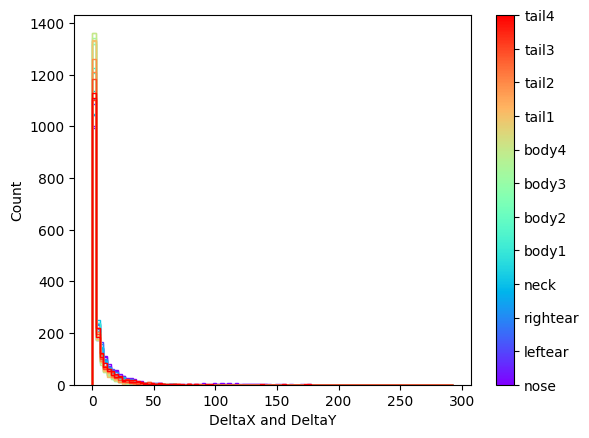 1400
1200
1000
800
600
400
200
0
Count
0
50
100
150
200
250
300
DeltaX and DeltaY
tail4
tail3
tail2
tail1
body4
body3
body2
body1
neck
rightear
leftear
nose